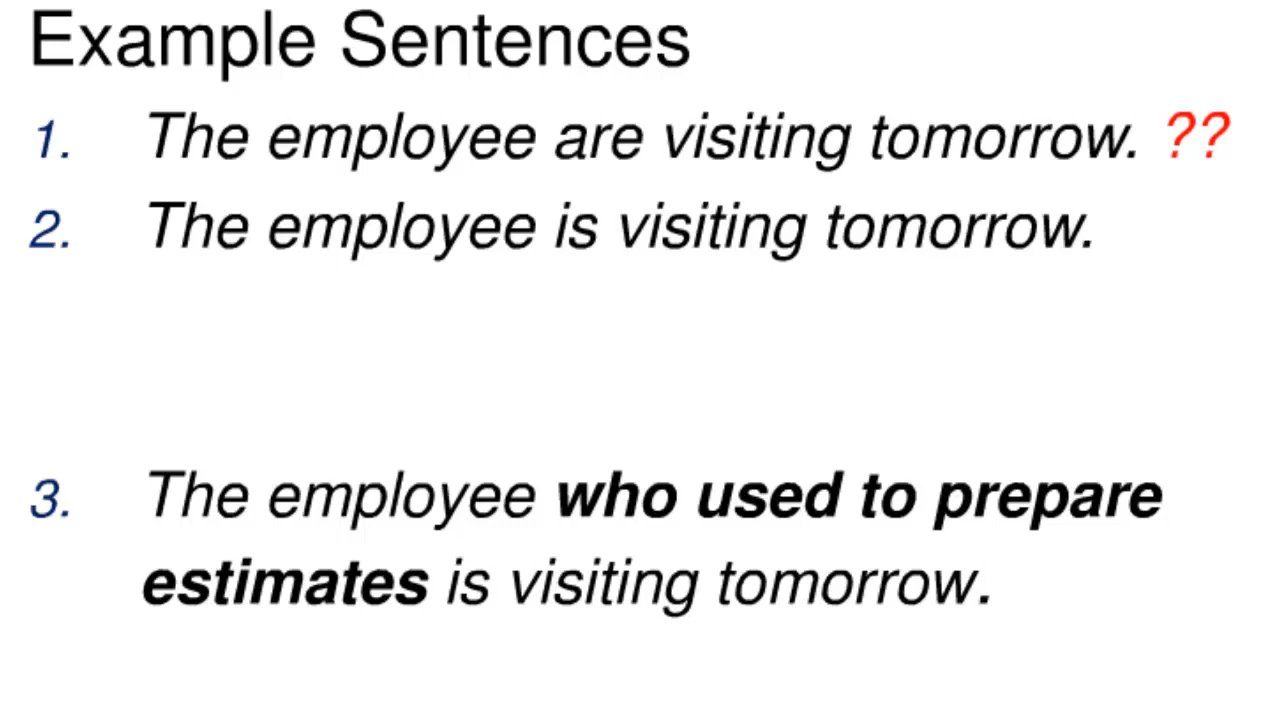 Example Sentences
1. The employee are visiting tomorrow. ??
2. The employee is visiting tomorrow.
3. The employee who used to prepare
estimates is visiting tomorrow.